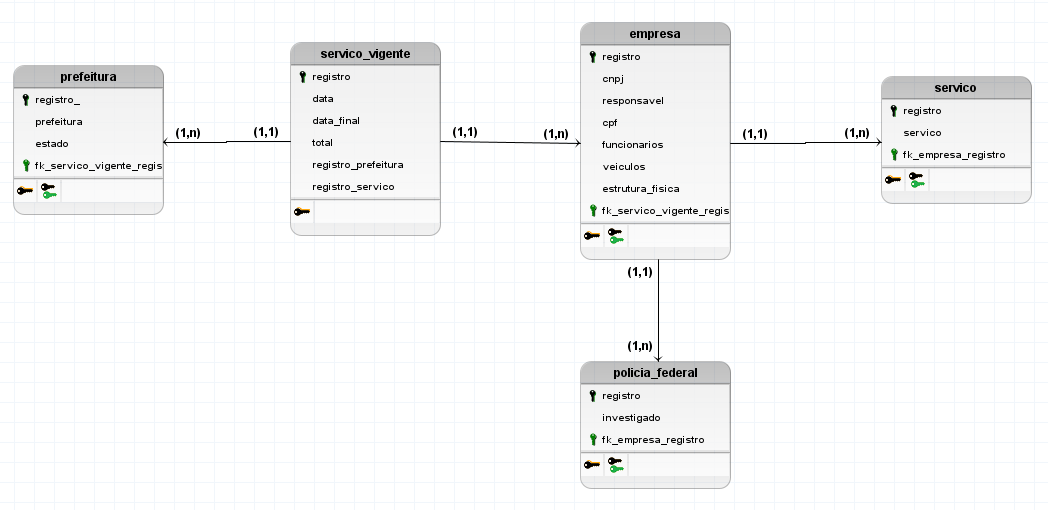 prefeitura
registro_
prefeitura
estado
fk_servico_vigente_regis
(1,n)
(1,1)
servico_vigente
registro
data
data_final
total
registro_prefeitura
registro_servico
(1,1)
(1,n)
empresa
registro
cnpj
responsavel
cpf
funcionarios
veiculos
estrutura_fisica
fk_servico_vigente_regis
(1,1)
(1,n)
servico
registro
servico
fk_empresa_registro
(1,1)
(1,n)
policia_federal
registro
investigado
fk_empresa_registro